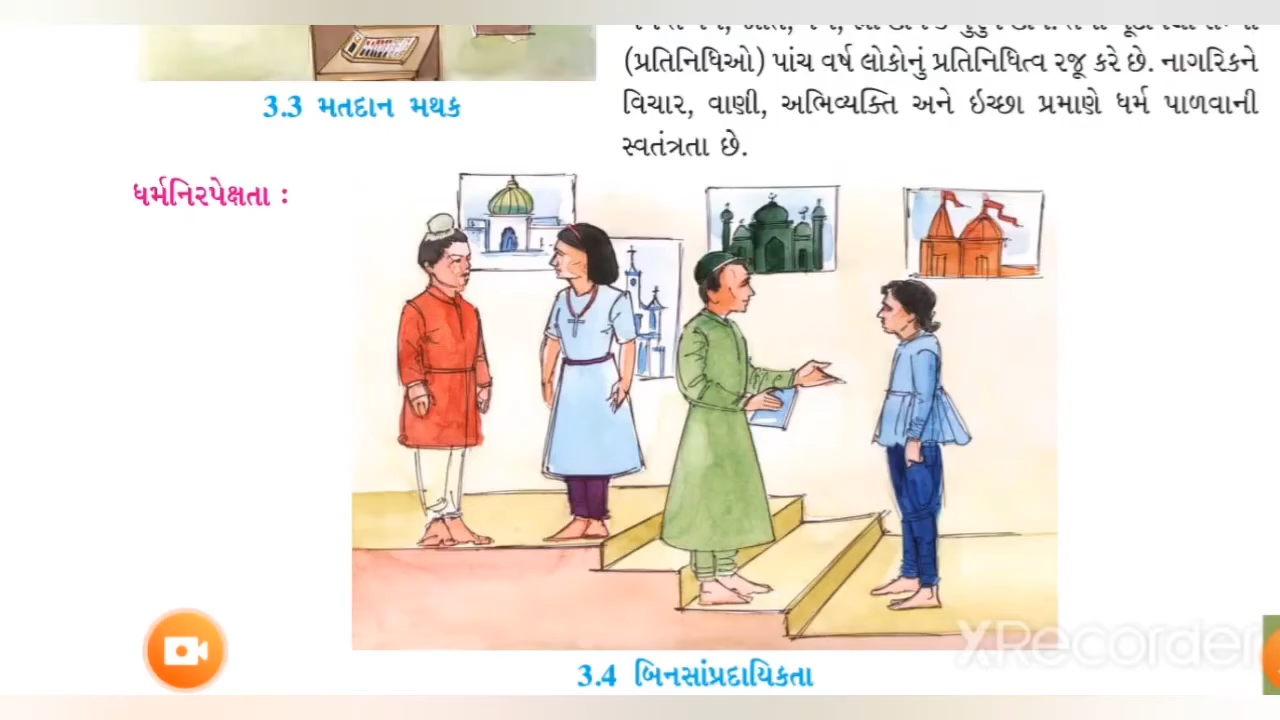 (પ્રતિનિધિઓ) પાંચ વર્ષ લોકોનું પ્રતિનિધિત્વ રજૂ કરે છે. નાગરિકને
3.3 મતદાન મથક
વિચાર, વાણી, અભિવ્યક્તિ અને ઇચ્છા પ્રમાણે ધર્મ પાળવાની
સ્વતંત્રતા છે.
ધર્મનિરપેક્ષતા :
XRecorder
3.4 બિનસાંપ્રદાયિકતા